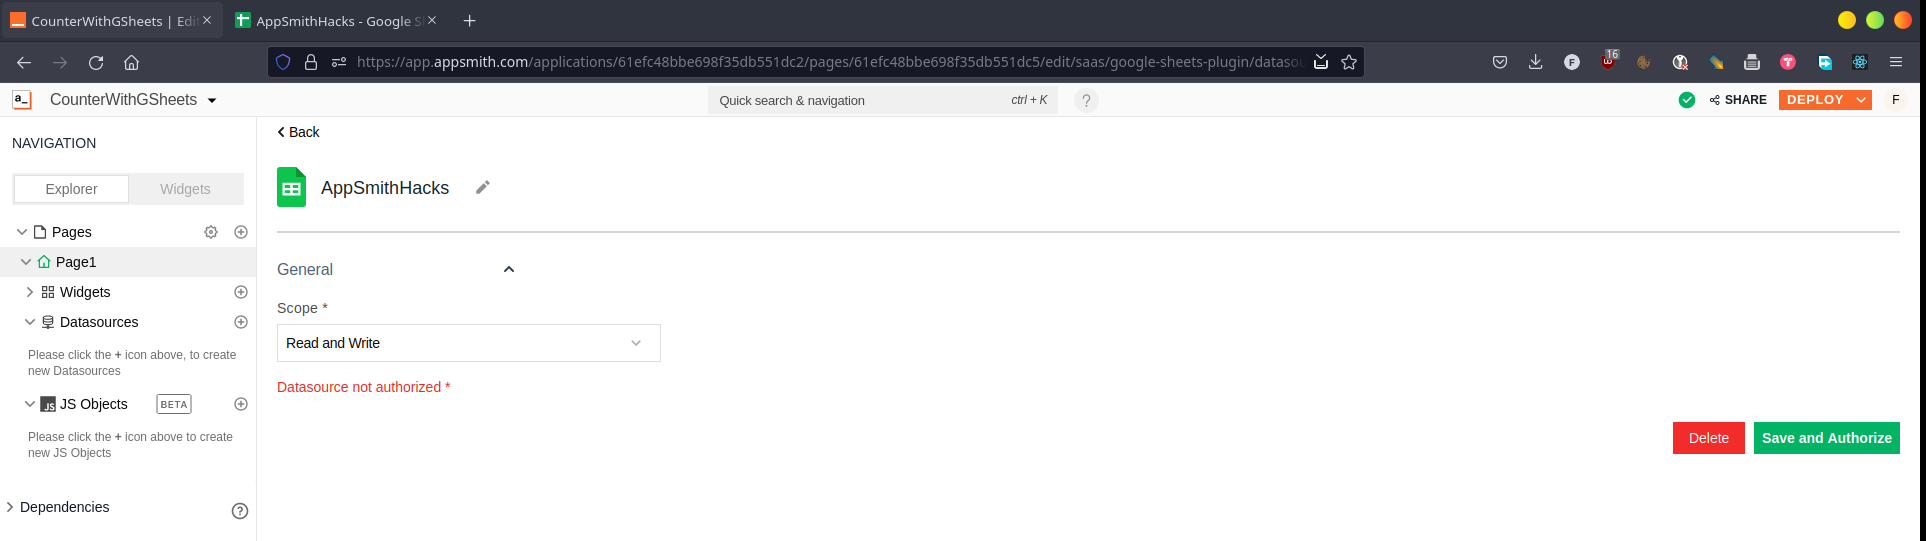 CounterWithGSheets | Edi
AppSmithHacks - Google S
https://app.appsmith.com/applications/61efc48bbe698f35db551dc2/pages/61efc48bbe698f35db551dc5/edit/saas/google-sheets-plugin/datasou
16
F
a_
CounterWithGSheets
Quick search & navigation
ctrl + K
?
SHARE
DEPLOY
F
NAVIGATION
Explorer
Widgets
Pages
Page1
Widgets
Datasources
Please click the + icon above, to create
new Datasources
JS
JS Objects
BETA
Please click the + icon above to create
new JS Objects
Dependencies
?
Back
AppSmithHacks
General
Scope *
Read and Write
Datasource not authorized *
Delete
Save and Authorize